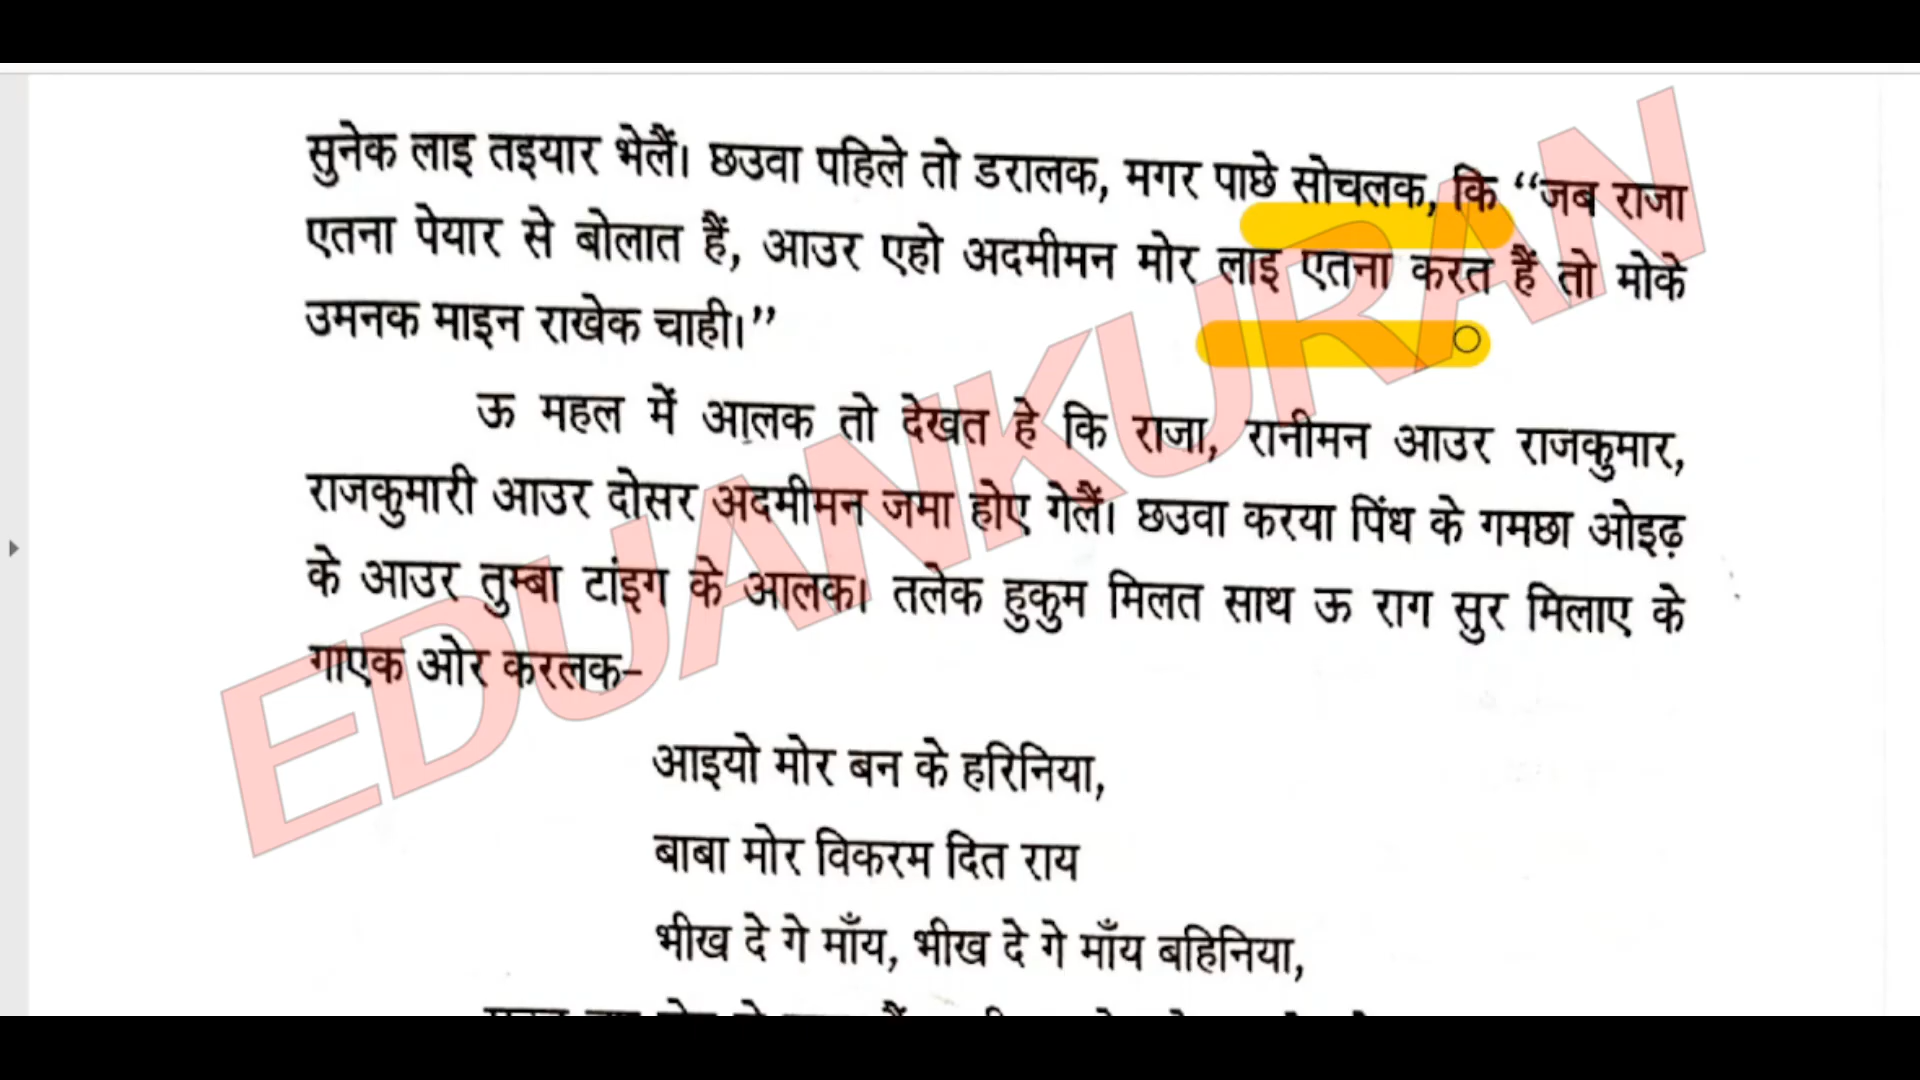 सुनेक लाइ तइयार भेलैं। छउवा पहिले तो डरालक, मगर पाछे सोचलक, कि “जब राजा
एतना पेयार से बोलात हैं, आउर एहो अदमीमन मोर लाइ एतना करत हैं तो मोके
उमनक माइन राखेक चाही।”
ऊ महल में आलक तो देखत हे कि राजा, रानीमन आउर राजकुमार,
राजकुमारी आउर दोसर अदमीमन जमा होए गेलैं। छउवा करया पिंध के गमछा ओइढ़
के आउर तुम्बा टांइग के आलक। तलेक हुकुम मिलत साथ ऊ राग सुर मिलाए के
गाएक ओर करलक–
आइयो मोर बन के हरिनिया,
बाबा मोर विकरम दित राय
भीख दे गे माँय, भीख दे गे माँय बहिनिया,
EDUANKURAN